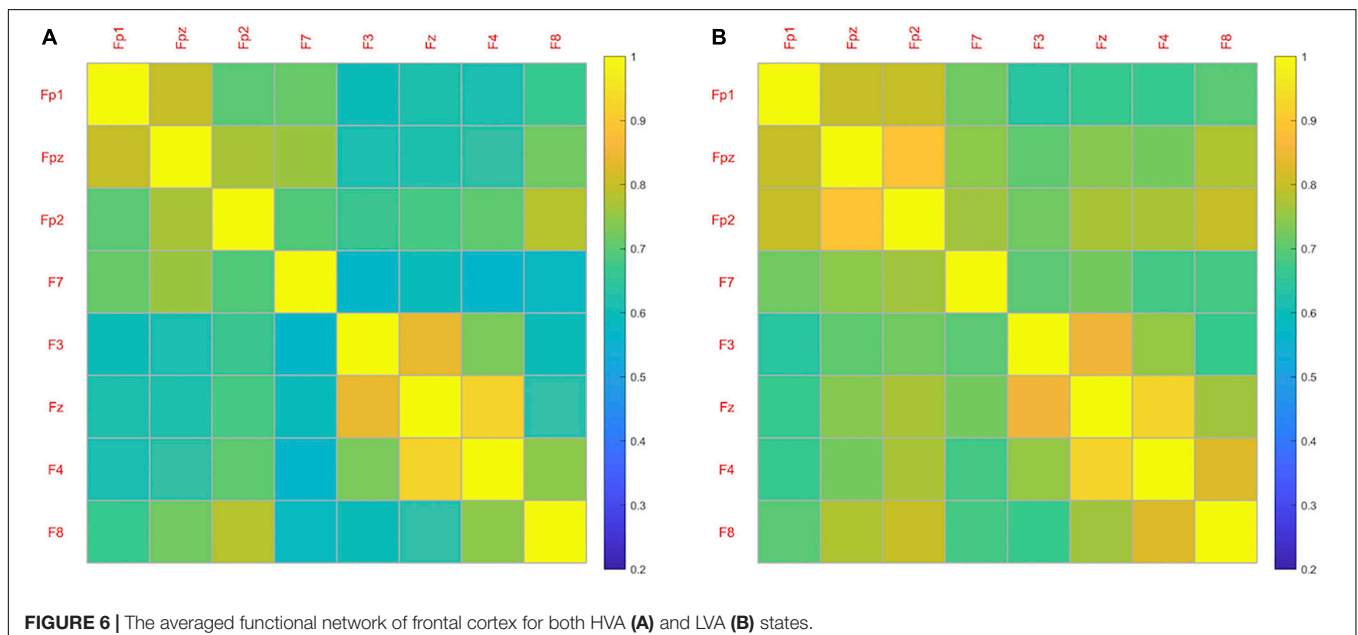 A
Fp1 Fpz Fp2 F7 F3 Fz F4 F8
Fp1
Fpz
Fp2
F7
F3
Fz
F4
F8
1
0.9
0.8
0.7
0.6
0.5
0.4
0.3
0.2
B
Fp1 Fpz Fp2 F7 F3 Fz F4 F8
Fp1
Fpz
Fp2
F7
F3
Fz
F4
F8
1
0.9
0.8
0.7
0.6
0.5
0.4
0.3
0.2
FIGURE 6 | The averaged functional network of frontal cortex for both HVA (A) and LVA (B) states.